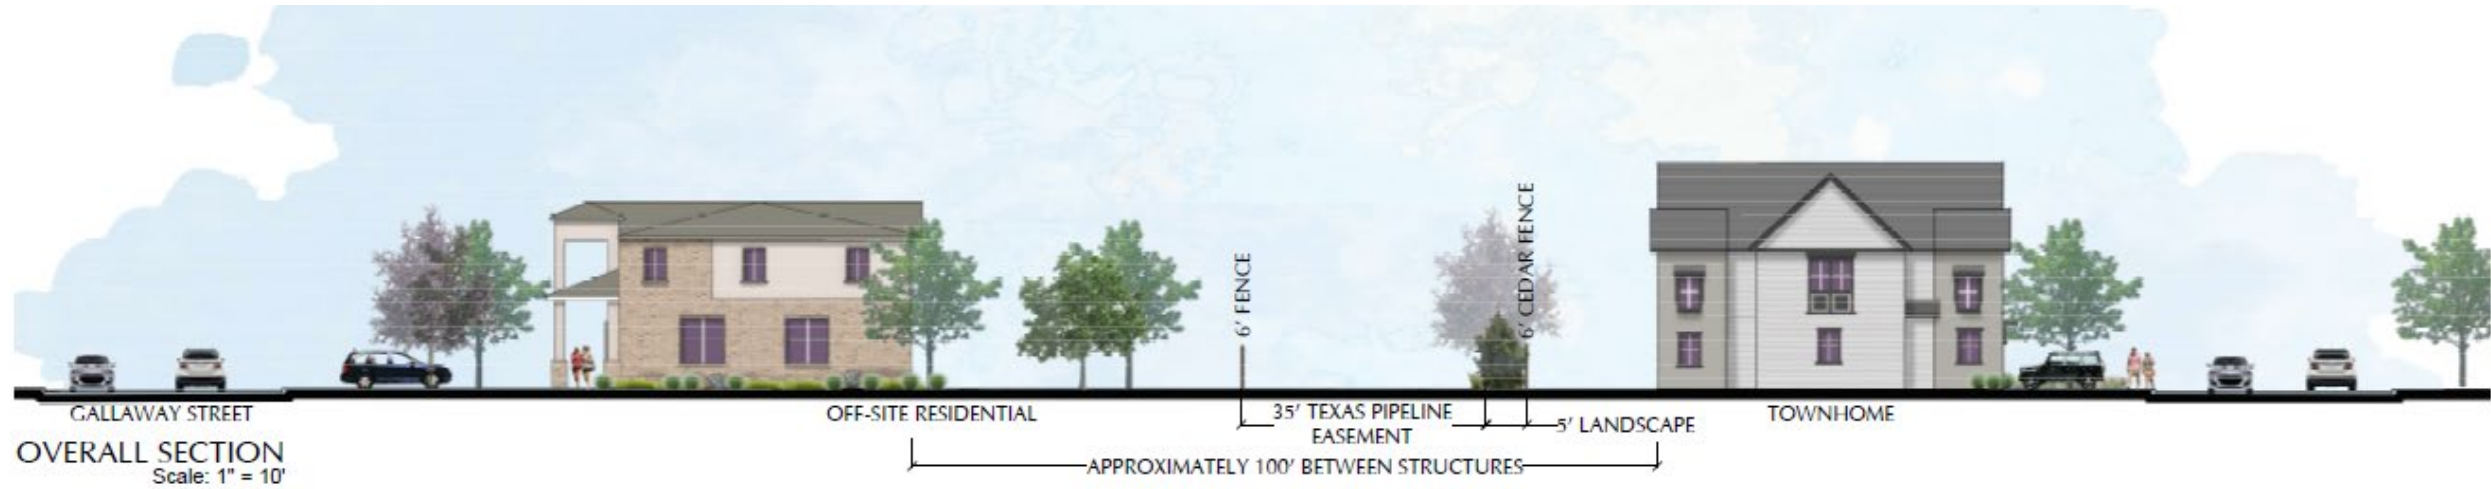 6' FENCE
6' CEDAR FENCE
GALLAWAY STREET
OFF-SITE RESIDENTIAL
35' TEXAS PIPELINE
EASEMENT
5' LANDSCAPE
TOWNHOME
APPROXIMATELY 100' BETWEEN STRUCTURES
OVERALL SECTION
Scale: 1" = 10'